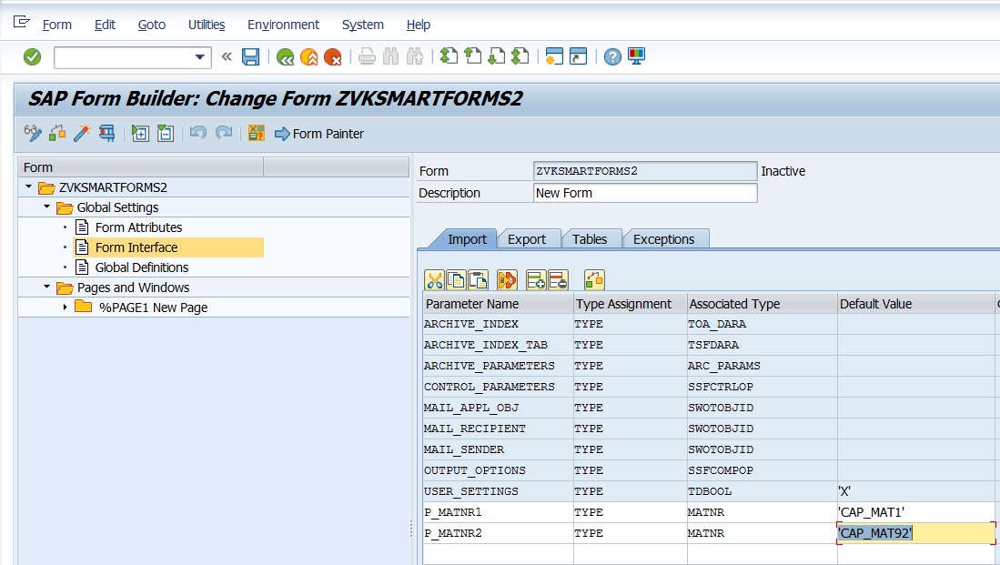 Form Edit Goto Utilities Environment System Help
SAP Form Builder: Change Form ZVKSMARTFORMS2
Form Painter
Form
ZVKSMARTFORMS2
Global Settings
Form Attributes
Form Interface
Global Definitions
Pages and Windows
%PAGE1 New Page
Form ZVKSMARTFORMS2 Inactive
Description New Form
Import Export Tables Exceptions
Parameter Name Type Assignment Associated Type Default Value
ARCHIVE_INDEX TYPE TOA_DARA
ARCHIVE_INDEX_TAB TYPE TSFDARA
ARCHIVE_PARAMETERS TYPE ARC_PARAMS
CONTROL_PARAMETERS TYPE SSFCTRLOP
MAIL_APPL_OBJ TYPE SWOTOBJID
MAIL_RECIPIENT TYPE SWOTOBJID
MAIL_SENDER TYPE SWOTOBJID
OUTPUT_OPTIONS TYPE SSFCOMPOP
USER_SETTINGS TYPE TDBOOL 'X'
P_MATNR1 TYPE MATNR 'CAP_MAT1'
P_MATNR2 TYPE MATNR 'CAP_MAT92'